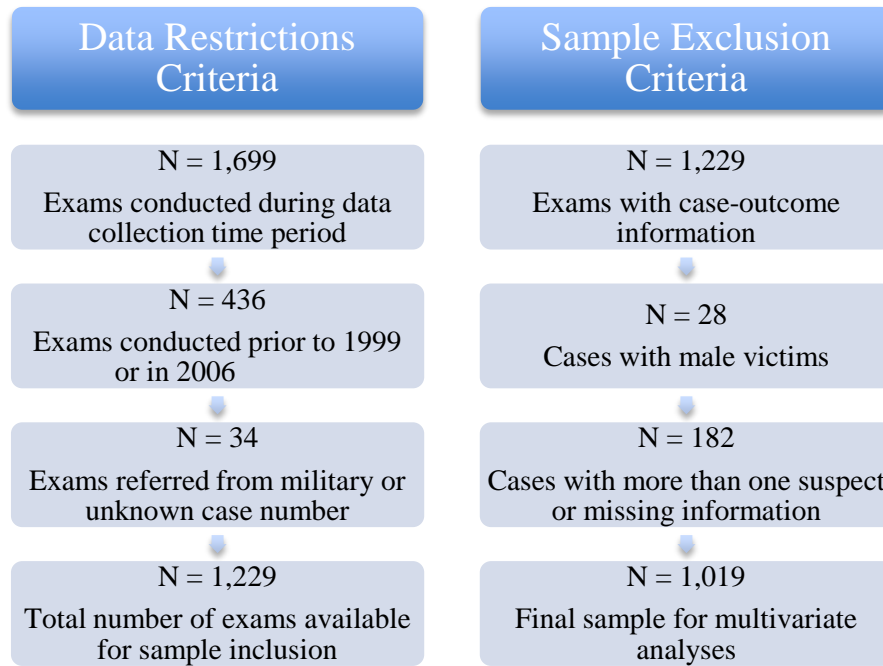 Data Restrictions
Criteria
N = 1,699
Exams conducted during data
collection time period
N = 436
Exams conducted prior to 1999
or in 2006
N = 34
Exams referred from military or
unknown case number
N = 1,229
Total number of exams available
for sample inclusion
Sample Exclusion
Criteria
N = 1,229
Exams with case-outcome
information
N = 28
Cases with male victims
N = 182
Cases with more than one suspect
or missing information
N = 1,019
Final sample for multivariate
analyses